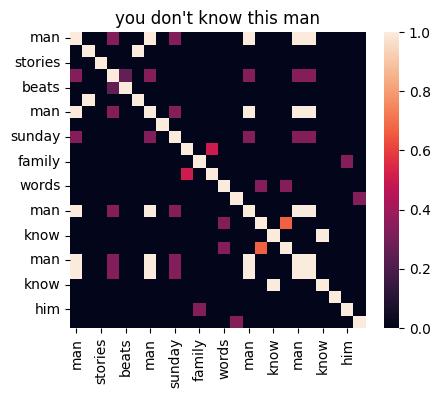 you don't know this man
man
stories
beats
man
sunday
family
words
man
know
man
know
him
man
stories
beats
man
sunday
family
words
man
know
man
know
him
1.0
0.8
0.6
0.4
0.2
0.0